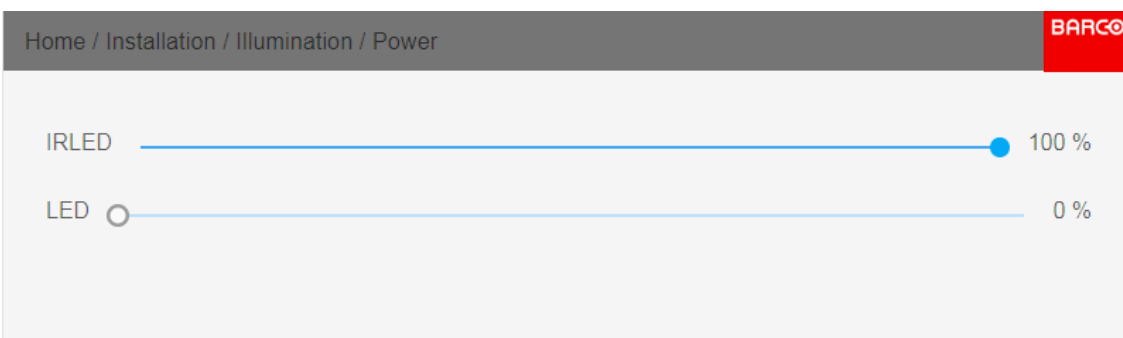 Home / Installation / Illumination / Power
BARCO
IRLED 100 %
LED 0 %